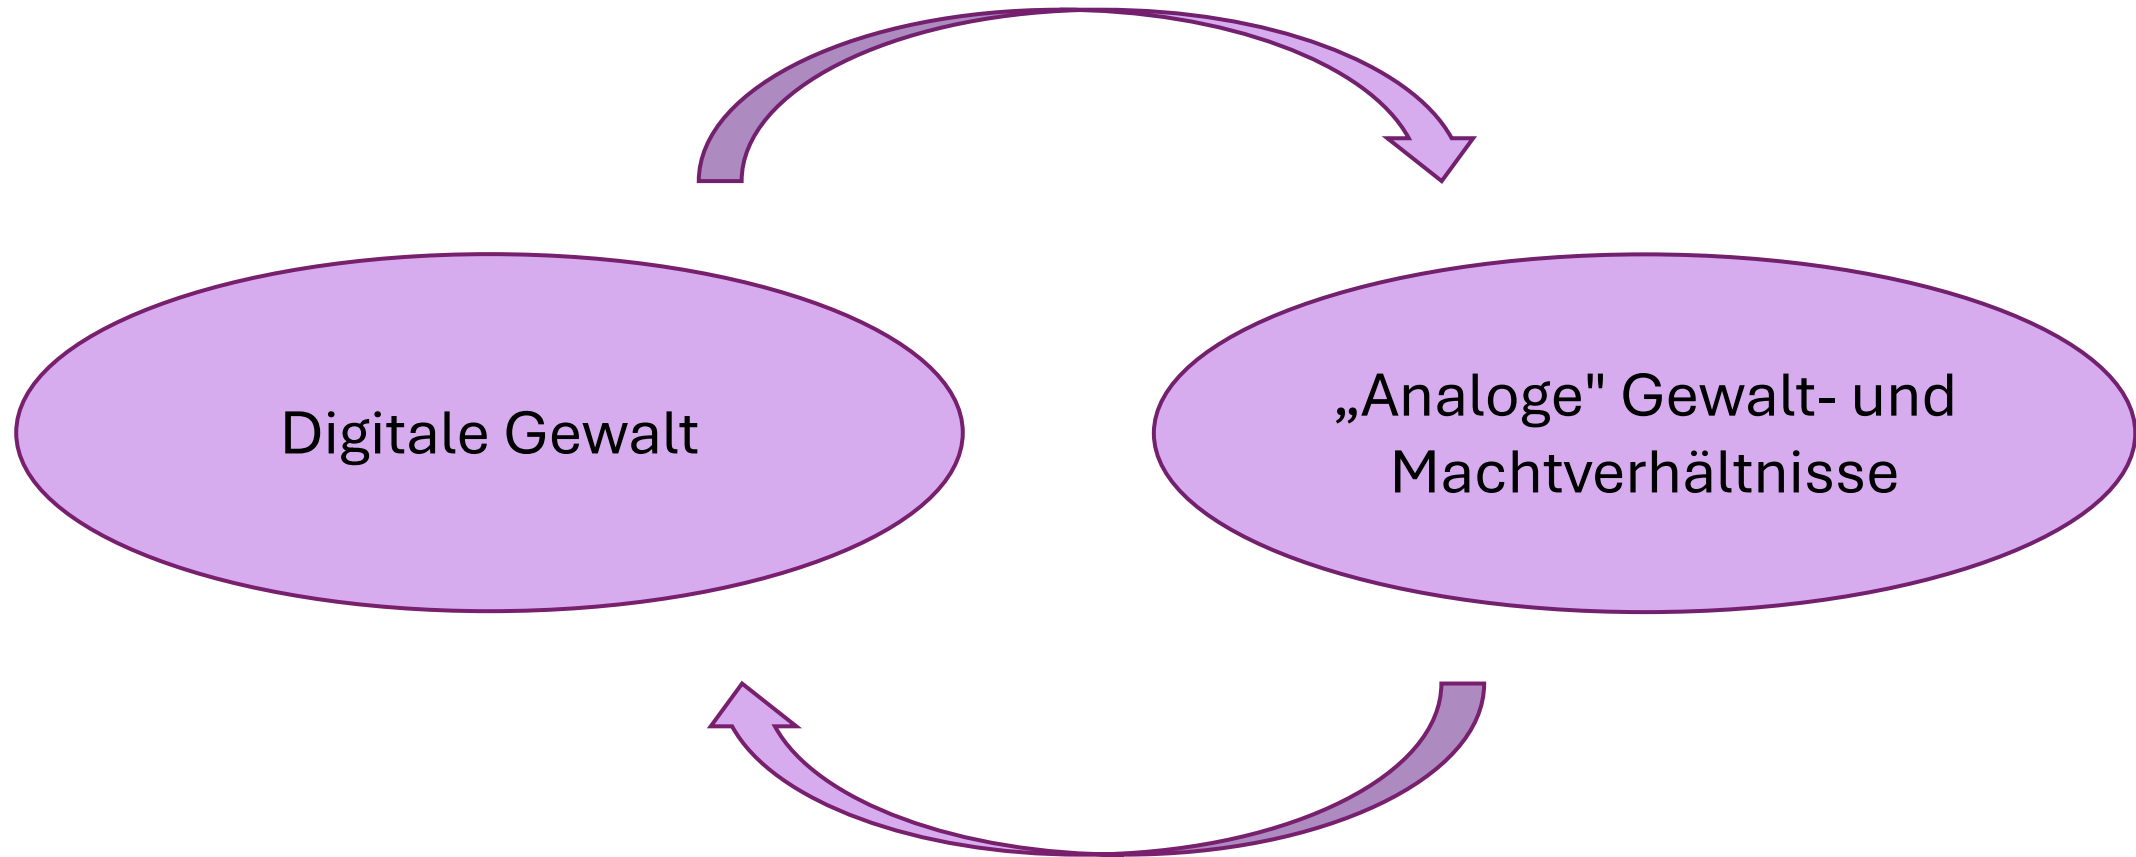 Digitale Gewalt
„Analoge" Gewalt- und
Machtverhältnisse